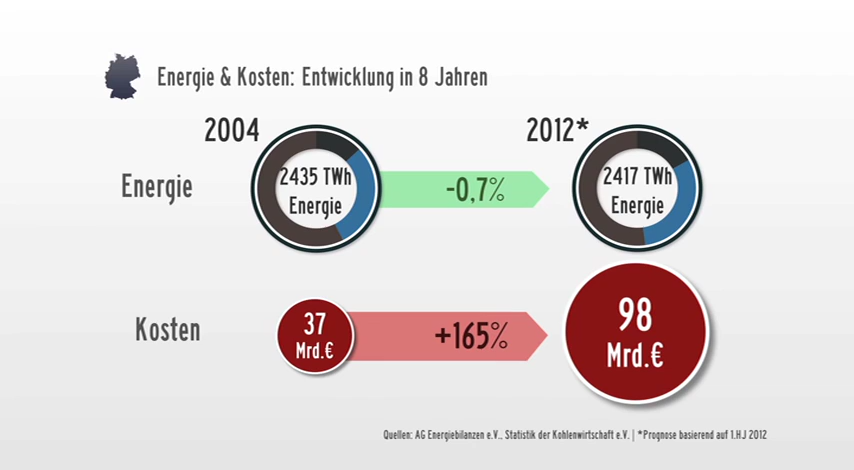 Energie & Kosten: Entwicklung in 8 Jahren
2004
2012*
Energie
2435 TWh
Energie
-0,7%
2417 TWh
Energie
Kosten
37
Mrd.€
+165%
98
Mrd.€
Quellen: AG Energiebilanzen e.V., Statistik der Kohlenwirtschaft e.V. | *Prognose basierend auf 1.HJ 2012